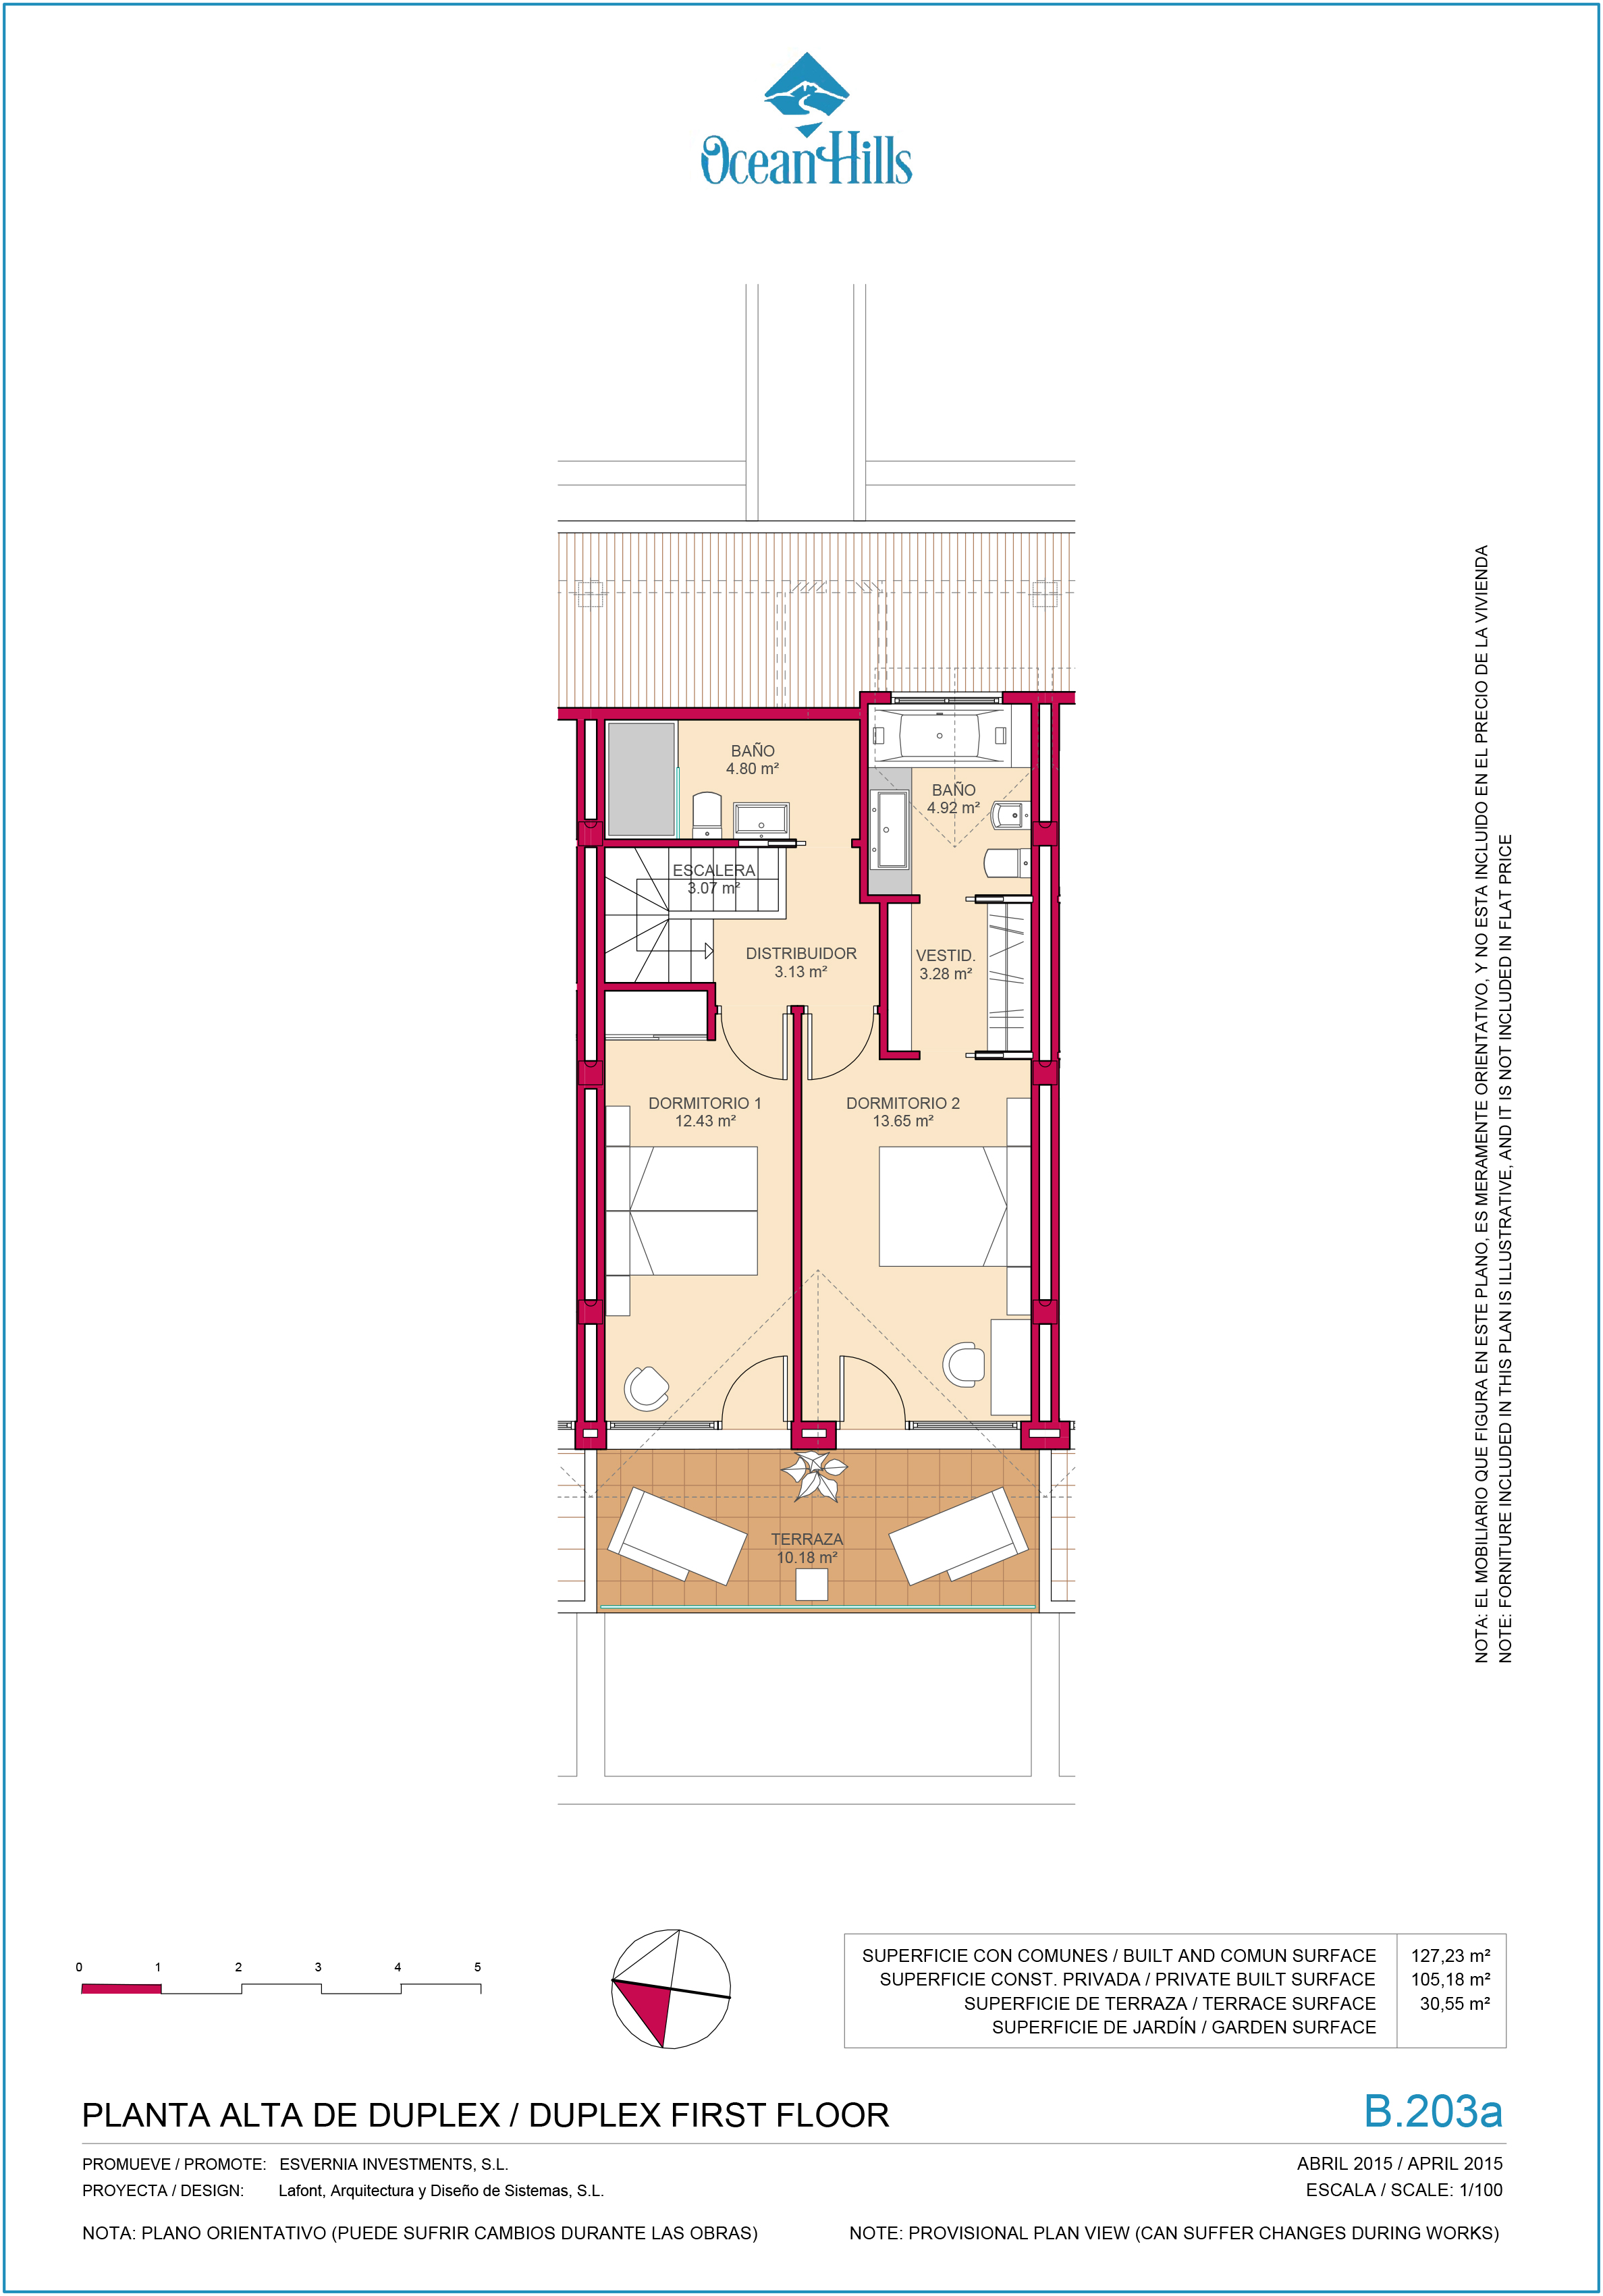 Ocean Hills
BAÑO
4.80 m²
BAÑO
4.92 m²
ESCALERA
3.07 m²
DISTRIBUIDOR
3.13 m²
VESTID.
3.28 m²
DORMITORIO 1
12.43 m²
DORMITORIO 2
13.65 m²
TERRAZA
10.18 m²
NOTA: EL MOBILIARIO QUE FIGURA EN ESTE PLANO, ES MERAMENTE ORIENTATIVO, Y NO ESTA INCLUIDO EN EL PRECIO DE LA VIVIENDA
NOTE: FORNITURE INCLUDED IN THIS PLAN IS ILLUSTRATIVE, AND IT IS NOT INCLUDED IN FLAT PRICE
0 1 2 3 4 5
SUPERFICIE CON COMUNES / BUILT AND COMUN SURFACE 127,23 m²
SUPERFICIE CONST. PRIVADA / PRIVATE BUILT SURFACE 105,18 m²
SUPERFICIE DE TERRAZA / TERRACE SURFACE 30,55 m²
SUPERFICIE DE JARDÍN / GARDEN SURFACE
PLANTA ALTA DE DUPLEX / DUPLEX FIRST FLOOR B.203a
PROMUEVE / PROMOTE: ESVERNIA INVESTMENTS, S.L. ABRIL 2015 / APRIL 2015
PROYECTA / DESIGN: Lafont, Arquitectura y Diseño de Sistemas, S.L. ESCALA / SCALE: 1/100
NOTA: PLANO ORIENTATIVO (PUEDE SUFRIR CAMBIOS DURANTE LAS OBRAS) NOTE: PROVISIONAL PLAN VIEW (CAN SUFFER CHANGES DURING WORKS)